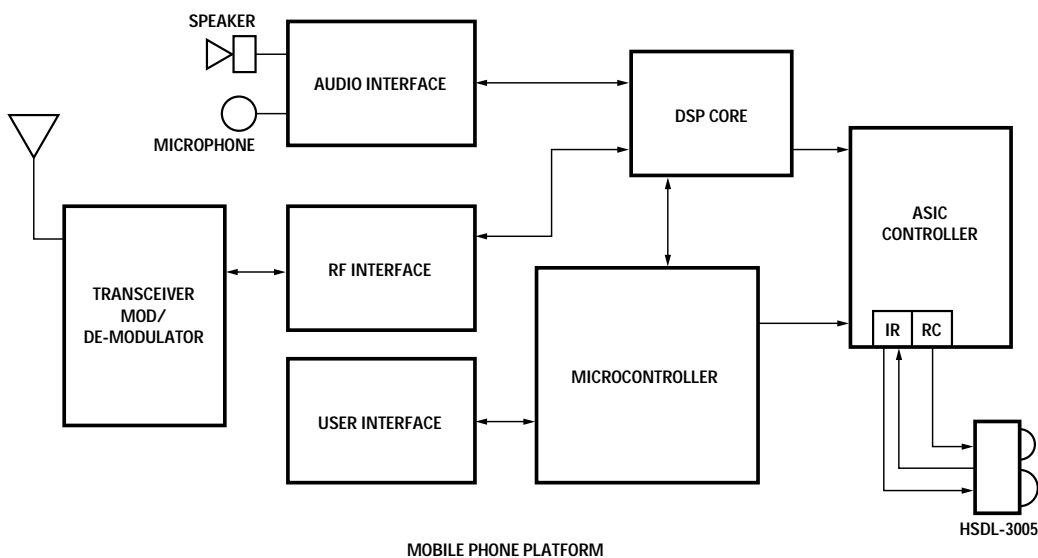 SPEAKER
AUDIO INTERFACE
MICROPHONE
DSP CORE
ASIC
CONTROLLER
TRANSCEIVER
MOD/
DE-MODULATOR
RF INTERFACE
IR
RC
MICROCONTROLLER
USER INTERFACE
HSDL-3005
MOBILE PHONE PLATFORM